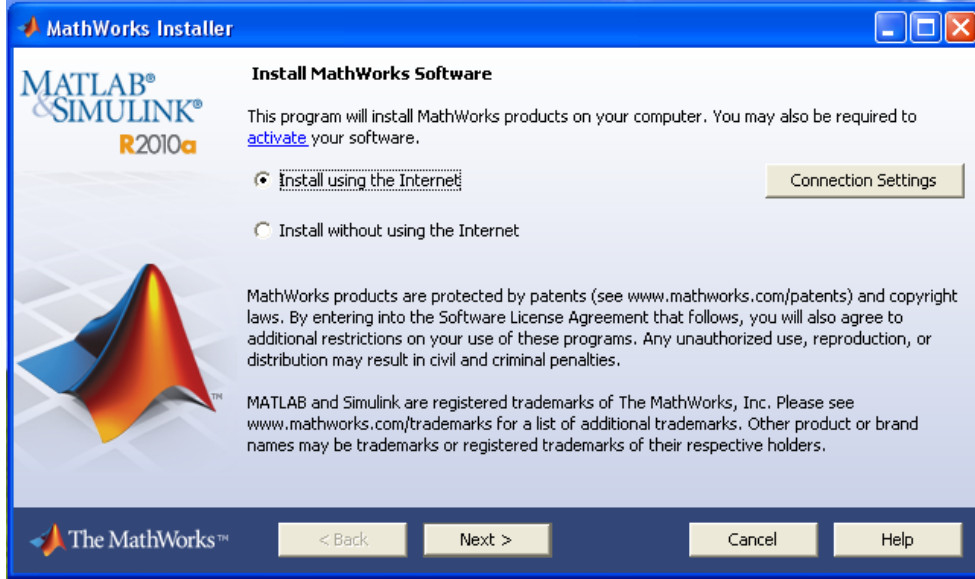 MathWorks Installer
MATLAB®
&SIMULINK®
R2010a
Install MathWorks Software
This program will install MathWorks products on your computer. You may also be required to
activate your software.
Install using the Internet
Connection Settings
Install without using the Internet
MathWorks products are protected by patents (see www.mathworks.com/patents) and copyright
laws. By entering into the Software License Agreement that follows, you will also agree to
additional restrictions on your use of these programs. Any unauthorized use, reproduction, or
distribution may result in civil and criminal penalties.
TM
MATLAB and Simulink are registered trademarks of The MathWorks, Inc. Please see
www.mathworks.com/trademarks for a list of additional trademarks. Other product or brand
names may be trademarks or registered trademarks of their respective holders.
The MathWorks™
< Back
Next >
Cancel
Help